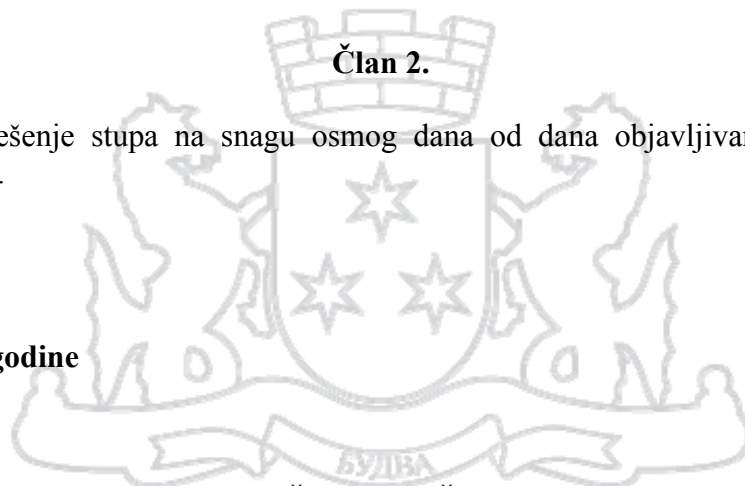 Član 2.
ešenje stupa na snagu osmog dana od dana objavljivan
godine
БУДВА